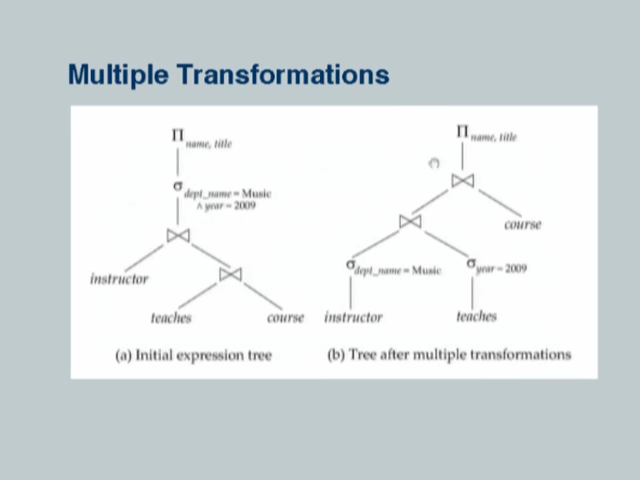 Multiple Transformations
Π name, title
σ dept_name = Music
∧ year = 2009
⋈
instructor
⋈
teaches
course
(a) Initial expression tree
Π name, title
⋈
⋈
course
σ dept_name = Music
σ year = 2009
instructor
teaches
(b) Tree after multiple transformations